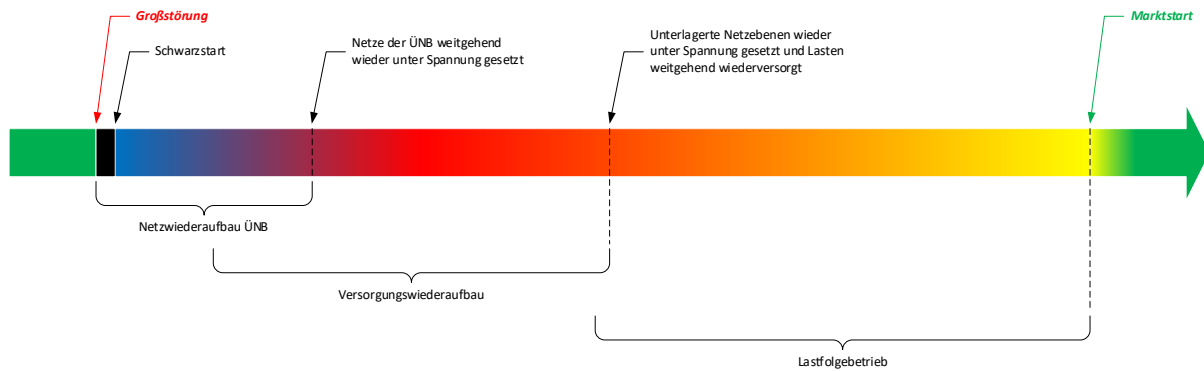 Großstörung
Marktstart
Schwarzstart
Netze der ÜNB weitgehend
wieder unter Spannung gesetzt
Unterlagerte Netzebenen wieder
unter Spannung gesetzt und Lasten
weitgehend wiederversorgt
Netzwiederaufbau ÜNB
Versorgungswiederaufbau
Lastfolgebetrieb